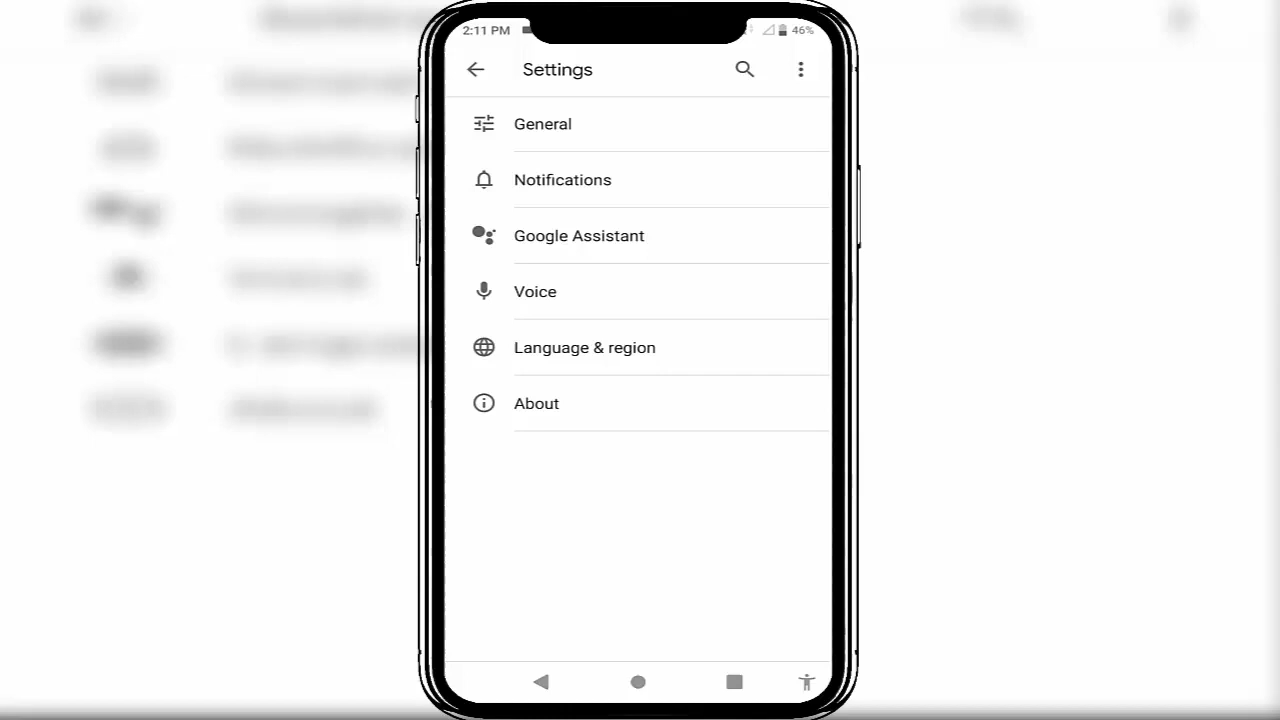 2:11 PM
46%
Settings
General
Notifications
Google Assistant
Voice
Language & region
About